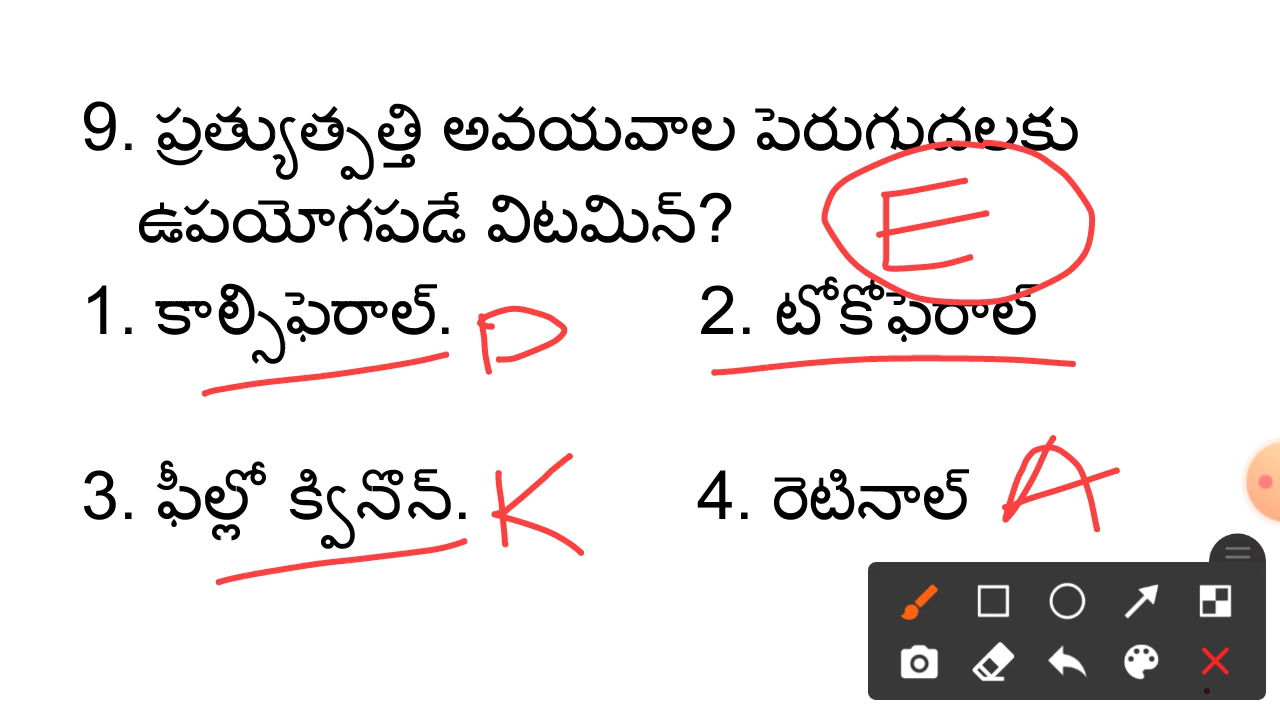 9. ప్రత్యుత్పత్తి అవయవాల పెరుగుదలకు
ఉపయోగపడే విటమిన్? E
1. కాల్సిఫెరాల్. D 2. టోకోఫెరాల్
3. ఫీల్లో క్వినొన్. K 4. రెటినాల్ A